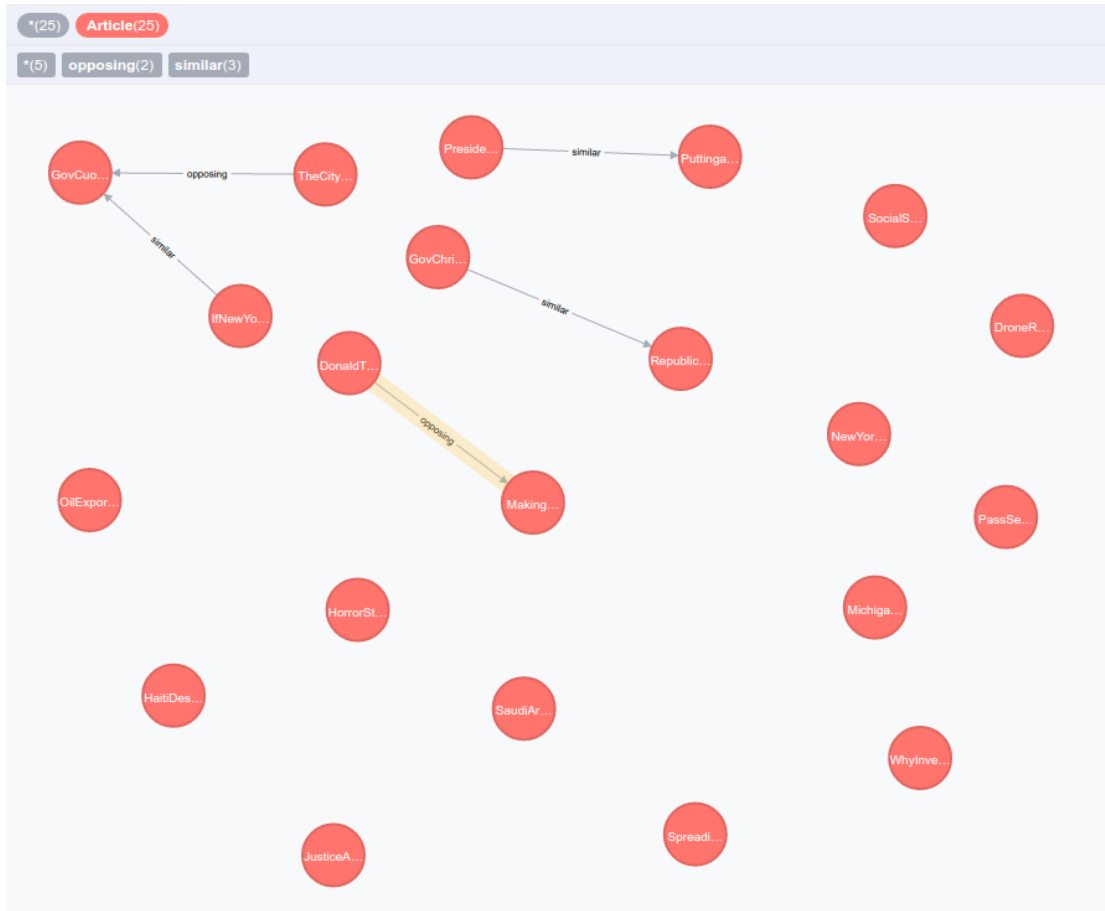 *(25) Article(25)
*(5) opposing(2) similar(3)
Preside…
similar
Puttinga…
GovCuo…
opposing
TheCity…
SocialS…
similar
GovChri…
similar
IfNewYo…
DroneR…
DonaldT…
Republic…
opposing
NewYor…
OilExpor…
Making…
PassSe…
HorrorSt…
Michiga…
HaitiDes…
SaudiAr…
WhyInve…
Spreadi…
JusticeA…